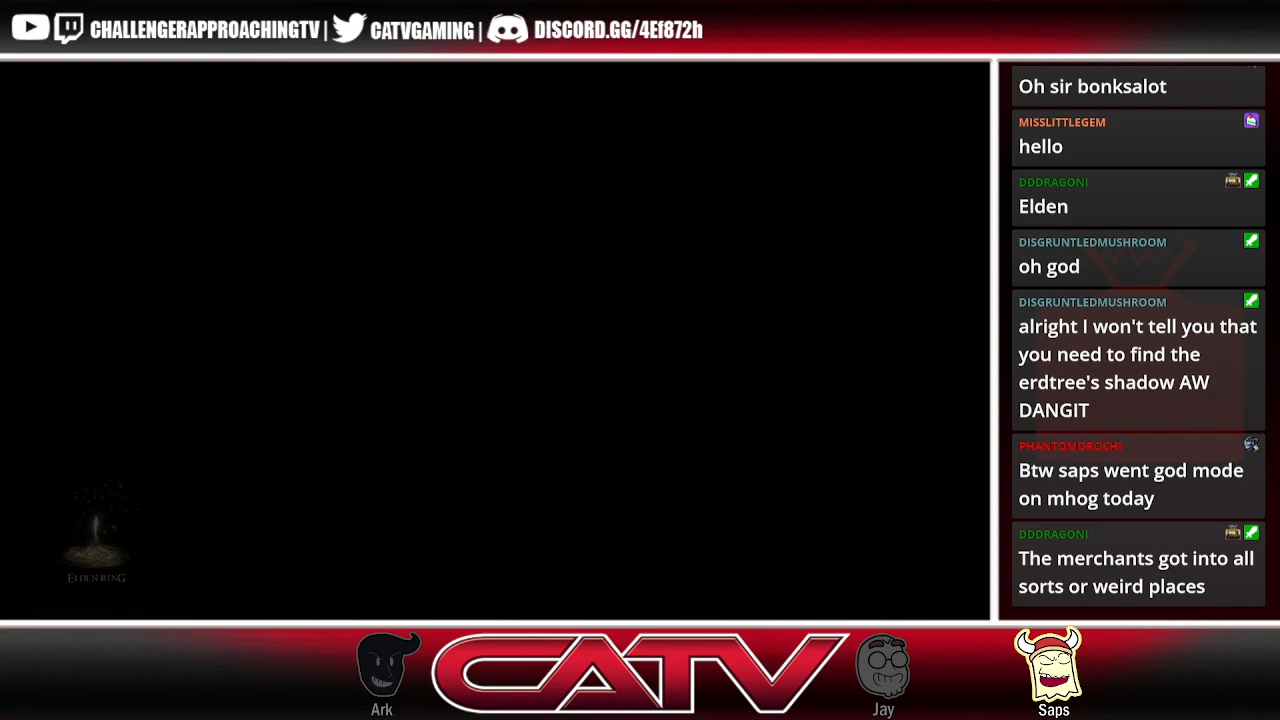 CHALLENGERAPPROACHINGTV | CATVGAMING | DISCORD.GG/4EF872h
Oh sir bonksalot
MISSLITTLEGEM
hello
DDDRAGONI
Elden
DISGRUNTLEDMUSHROOM
oh god
DISGRUNTLEDMUSHROOM
alright I won't tell you that
you need to find the
erdtree's shadow AW
DANGIT
PHANTOMOROCHI
Btw saps went god mode
on mhog today
DDDRAGONI
The merchants got into all
sorts or weird places
ELDEN RING
CATV
Ark
Jay
Saps